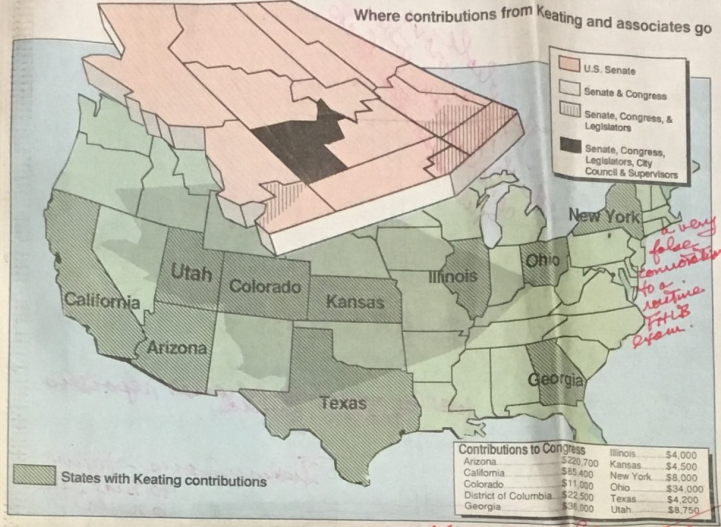 Where contributions from Keating and associates go
U.S. Senate
Senate & Congress
Senate, Congress, &
Legislators
Senate, Congress,
Legislators, City
Council & Supervisors
New York
a very
false
to a
routine
FHLB
exam.
Ohio
Illinois
Utah
Colorado
Kansas
California
Arizona
Georgia
Texas
States with Keating contributions
Contributions to Congress
Arizona $220,700
California $85,400
Colorado $11,000
District of Columbia $22,500
Georgia $36,000
Illinois $4,000
Kansas $4,500
New York $8,000
Ohio $34,000
Texas $4,200
Utah $8,750